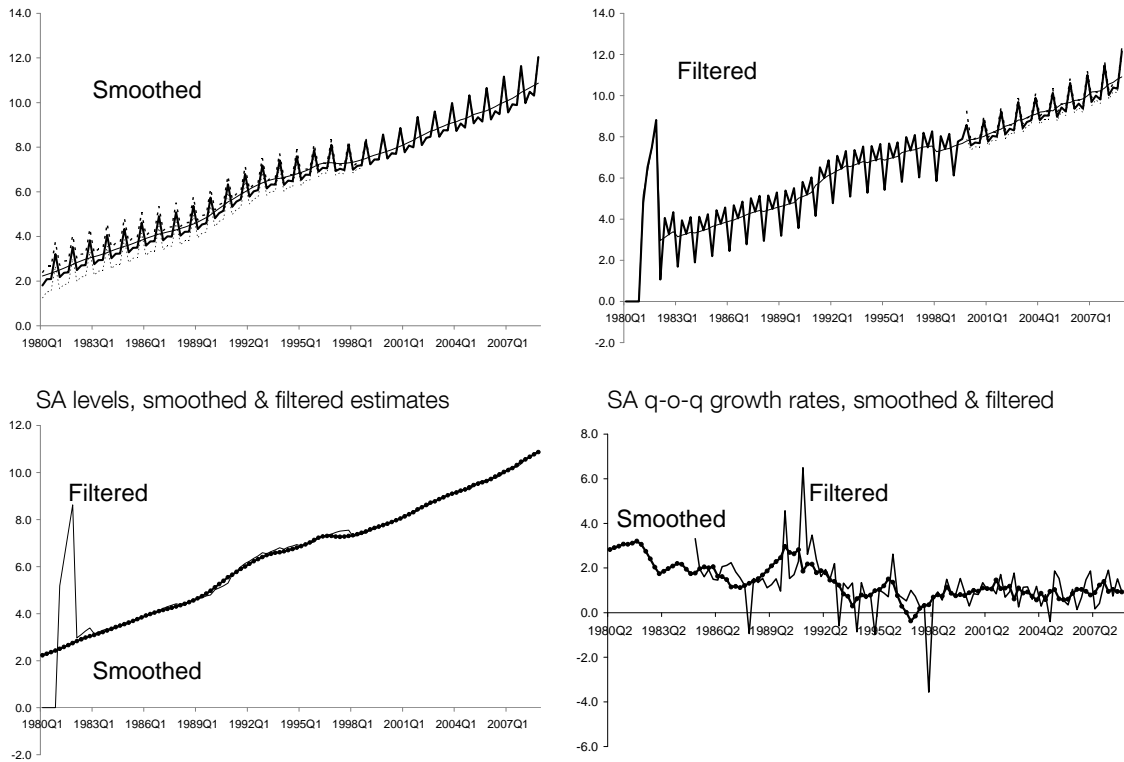 14.0
12.0
10.0
8.0
6.0
4.0
2.0
0.0
Smoothed
1980Q1 1983Q1 1986Q1 1989Q1 1992Q1 1995Q1 1998Q1 2001Q1 2004Q1 2007Q1
14.0
12.0
10.0
8.0
6.0
4.0
2.0
0.0
-2.0
Filtered
1980Q1 1983Q1 1986Q1 1989Q1 1992Q1 1995Q1 1998Q1 2001Q1 2004Q1 2007Q1
SA levels, smoothed & filtered estimates
12.0
10.0
8.0
6.0
4.0
2.0
0.0
-2.0
Filtered
Smoothed
1980Q1 1983Q1 1986Q1 1989Q1 1992Q1 1995Q1 1998Q1 2001Q1 2004Q1 2007Q1
SA q-o-q growth rates, smoothed & filtered
8.0
6.0
4.0
2.0
0.0
-2.0
-4.0
-6.0
Filtered
Smoothed
1980Q2 1983Q2 1986Q2 1989Q2 1992Q2 1995Q2 1998Q2 2001Q2 2004Q2 2007Q2